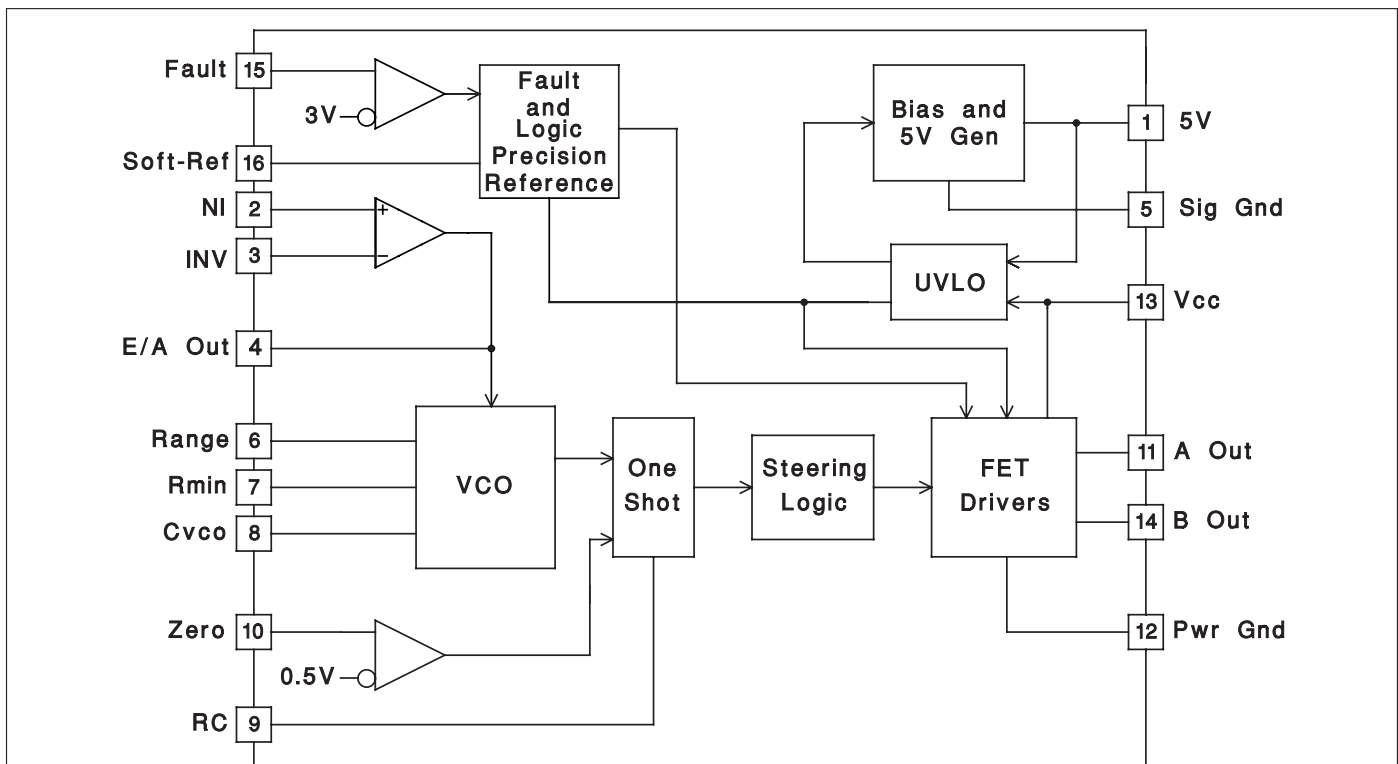 Fault 15
3V
Soft-Ref 16
NI 2
+
INV 3
−
E/A Out 4
Range 6
Rmin 7
Cvco 8
Zero 10
0.5V
RC 9
Fault
and
Logic
Precision
Reference
Bias and
5V Gen
UVLO
VCO
One
Shot
Steering
Logic
FET
Drivers
1 5V
5 Sig Gnd
13 Vcc
11 A Out
14 B Out
12 Pwr Gnd